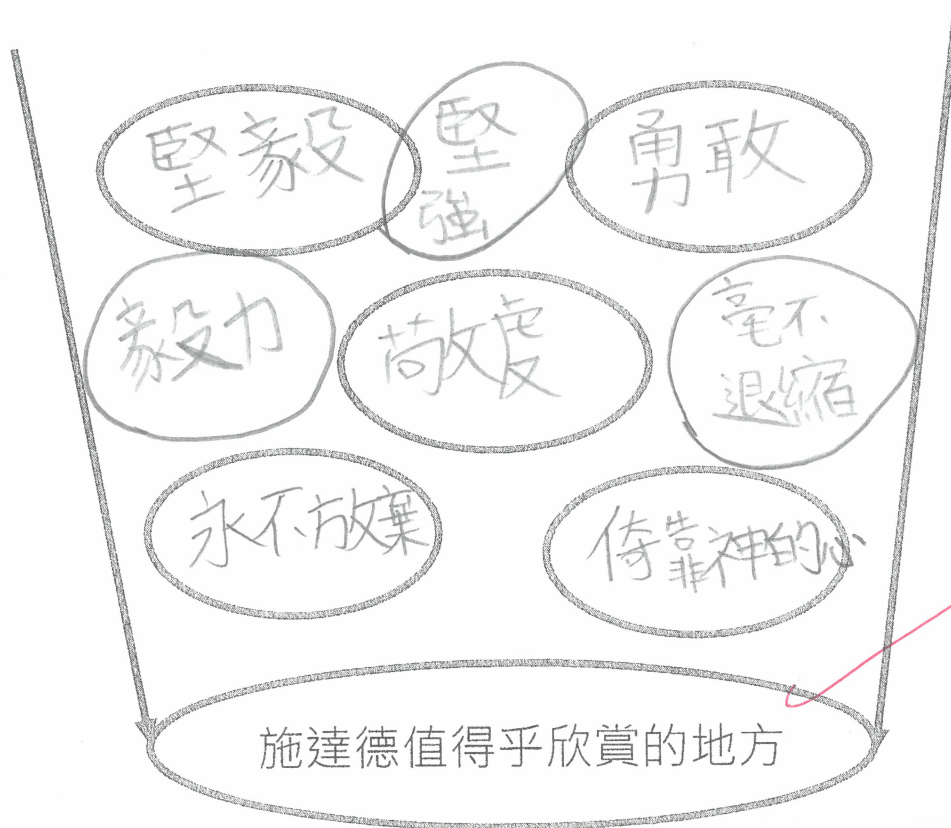 堅毅
堅
強
勇敢
毅力
敬虔
毫不
退縮
永不放棄
倚靠神的心
施達德值得乎欣賞的地方